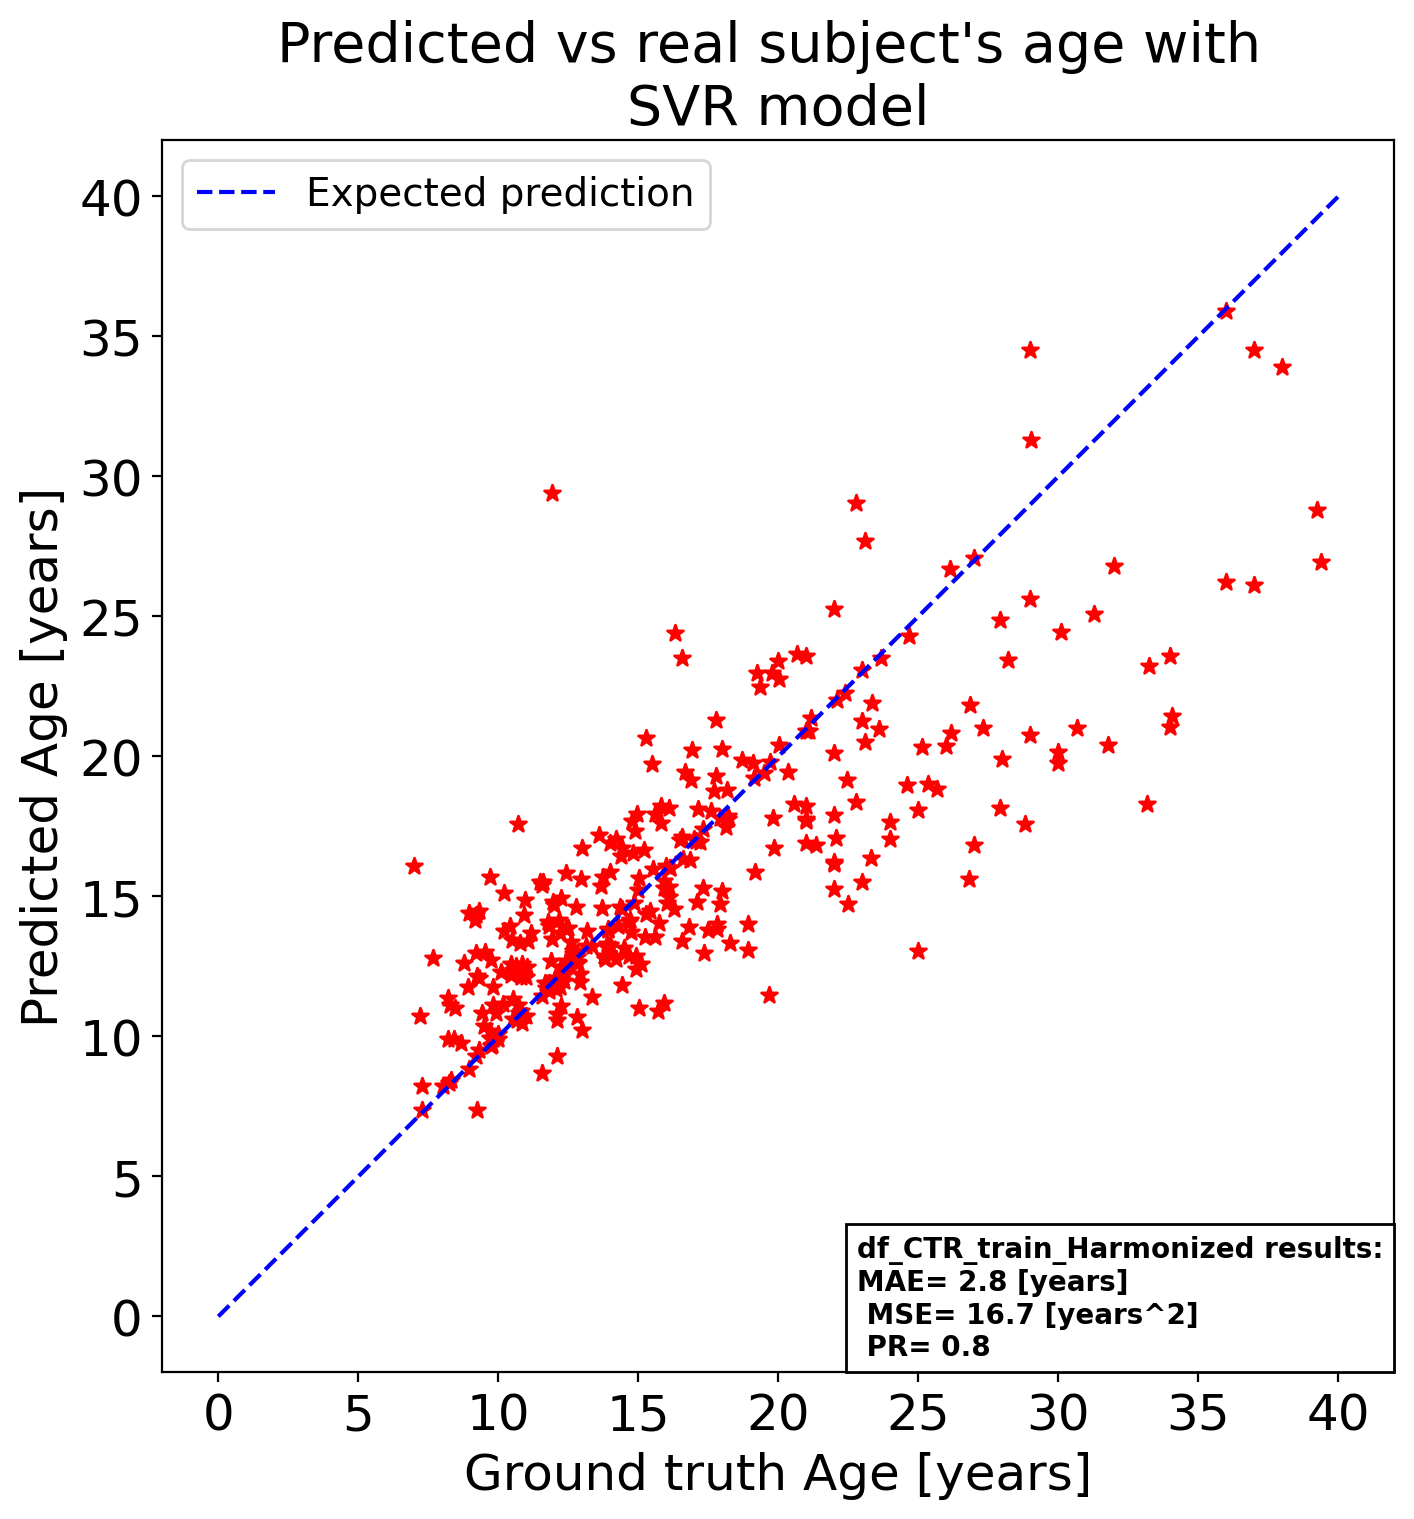 Predicted vs real subject's age with
SVR model
Expected prediction
40
35
30
25
20
15
10
5
0
Predicted Age [years]
df_CTR_train_Harmonized results:
MAE= 2.8 [years]
MSE= 16.7 [years^2]
PR= 0.8
0 5 10 15 20 25 30 35 40
Ground truth Age [years]